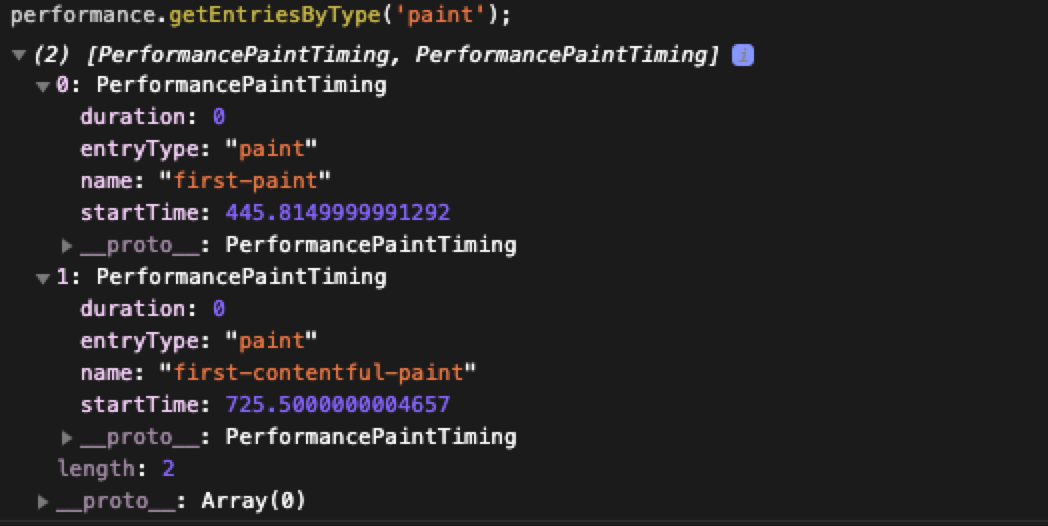 performance.getEntriesByType('paint');
▼(2) [PerformancePaintTiming, PerformancePaintTiming] i
▼0: PerformancePaintTiming
duration: 0
entryType: "paint"
name: "first-paint"
startTime: 445.8149999991292
▶__proto__: PerformancePaintTiming
▼1: PerformancePaintTiming
duration: 0
entryType: "paint"
name: "first-contentful-paint"
startTime: 725.5000000004657
▶__proto__: PerformancePaintTiming
length: 2
▶__proto__: Array(0)